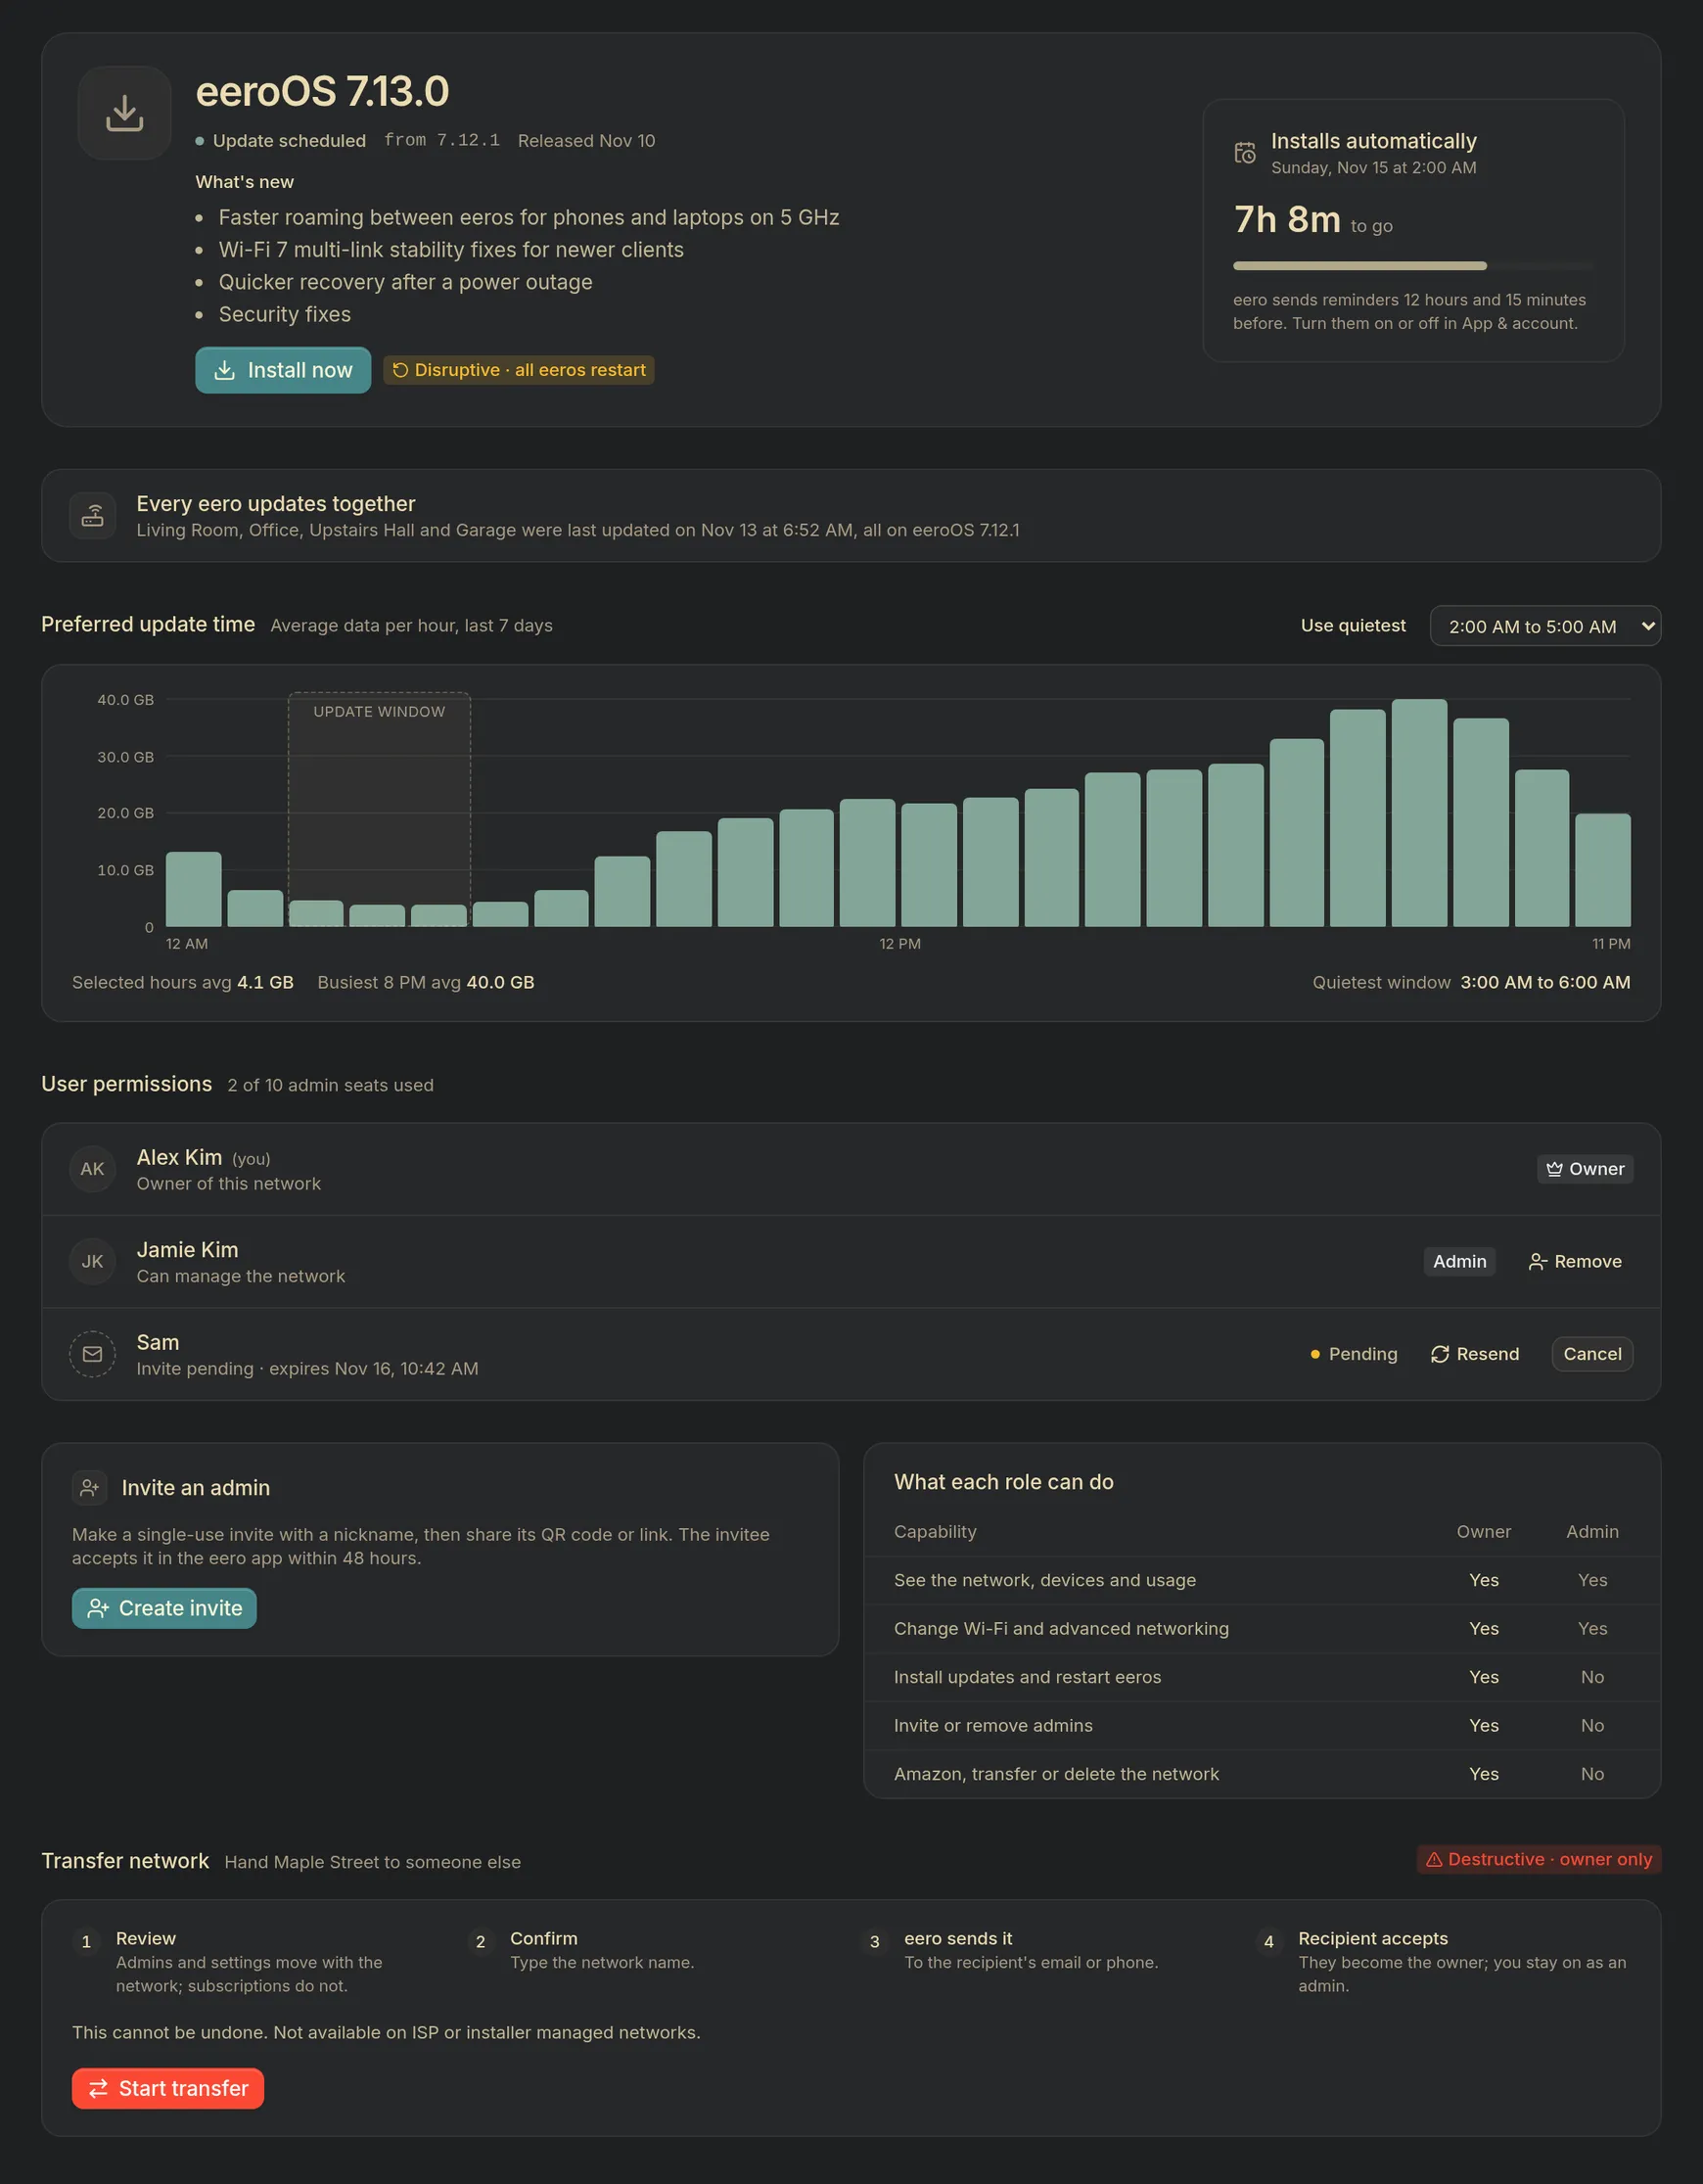 eeroOS 7.13.0
Update scheduled from 7.12.1 Released Nov 10
What's new
Faster roaming between eeros for phones and laptops on 5 GHz
Wi-Fi 7 multi-link stability fixes for newer clients
Quicker recovery after a power outage
Security fixes
Install now Disruptive · all eeros restart
Installs automatically
Sunday, Nov 15 at 2:00 AM
7h 8m to go
eero sends reminders 12 hours and 15 minutes
before. Turn them on or off in App & account.
Every eero updates together
Living Room, Office, Upstairs Hall and Garage were last updated on Nov 13 at 6:52 AM, all on eeroOS 7.12.1
Preferred update time Average data per hour, last 7 days
Use quietest 2:00 AM to 5:00 AM
40.0 GB
UPDATE WINDOW
30.0 GB
20.0 GB
10.0 GB
0
12 AM 12 PM 11 PM
Selected hours avg 4.1 GB Busiest 8 PM avg 40.0 GB Quietest window 3:00 AM to 6:00 AM
User permissions 2 of 10 admin seats used
AK
Alex Kim (you)
Owner of this network
Owner
JK
Jamie Kim
Can manage the network
Admin Remove
Sam
Invite pending · expires Nov 16, 10:42 AM
Pending Resend Cancel
Invite an admin
Make a single-use invite with a nickname, then share its QR code or link. The invitee
accepts it in the eero app within 48 hours.
Create invite
What each role can do
Capability Owner Admin
See the network, devices and usage Yes Yes
Change Wi-Fi and advanced networking Yes Yes
Install updates and restart eeros Yes No
Invite or remove admins Yes No
Amazon, transfer or delete the network Yes No
Transfer network Hand Maple Street to someone else
Destructive · owner only
1 Review
Admins and settings move with the
network; subscriptions do not.
2 Confirm
Type the network name.
3 eero sends it
To the recipient's email or phone.
4 Recipient accepts
They become the owner; you stay on as an
admin.
This cannot be undone. Not available on ISP or installer managed networks.
Start transfer